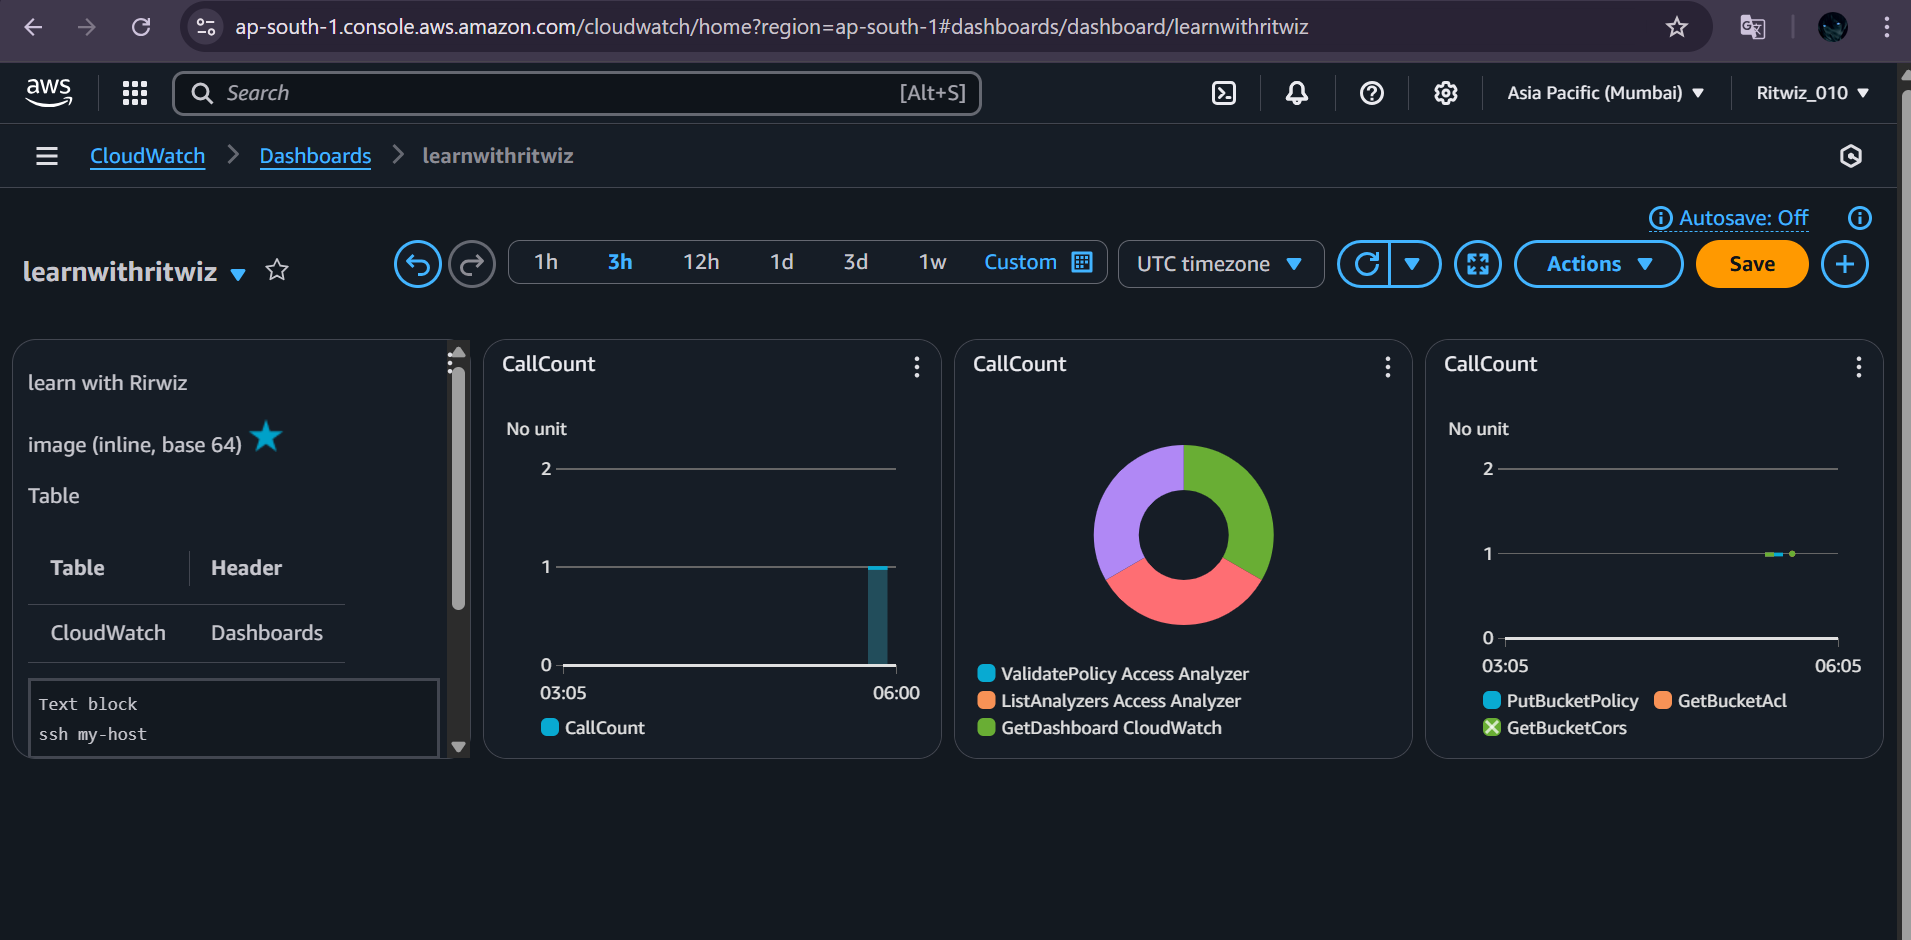 ap-south-1.console.aws.amazon.com/cloudwatch/home?region=ap-south-1#dashboards/dashboard/learnwithritwiz
aws
Search
[Alt+S]
Asia Pacific (Mumbai)
Ritwiz_010
CloudWatch
Dashboards
learnwithritwiz
Autosave: Off
learnwithritwiz
1h 3h 12h 1d 3d 1w Custom
UTC timezone
Actions
Save
learn with Rirwiz
image (inline, base 64)
Table
Table Header
CloudWatch Dashboards
Text block
ssh my-host
CallCount
No unit
2
1
0
03:05 06:00
CallCount
CallCount
ValidatePolicy Access Analyzer
ListAnalyzers Access Analyzer
GetDashboard CloudWatch
CallCount
No unit
2
1
0
03:05 06:05
PutBucketPolicy GetBucketAcl
GetBucketCors